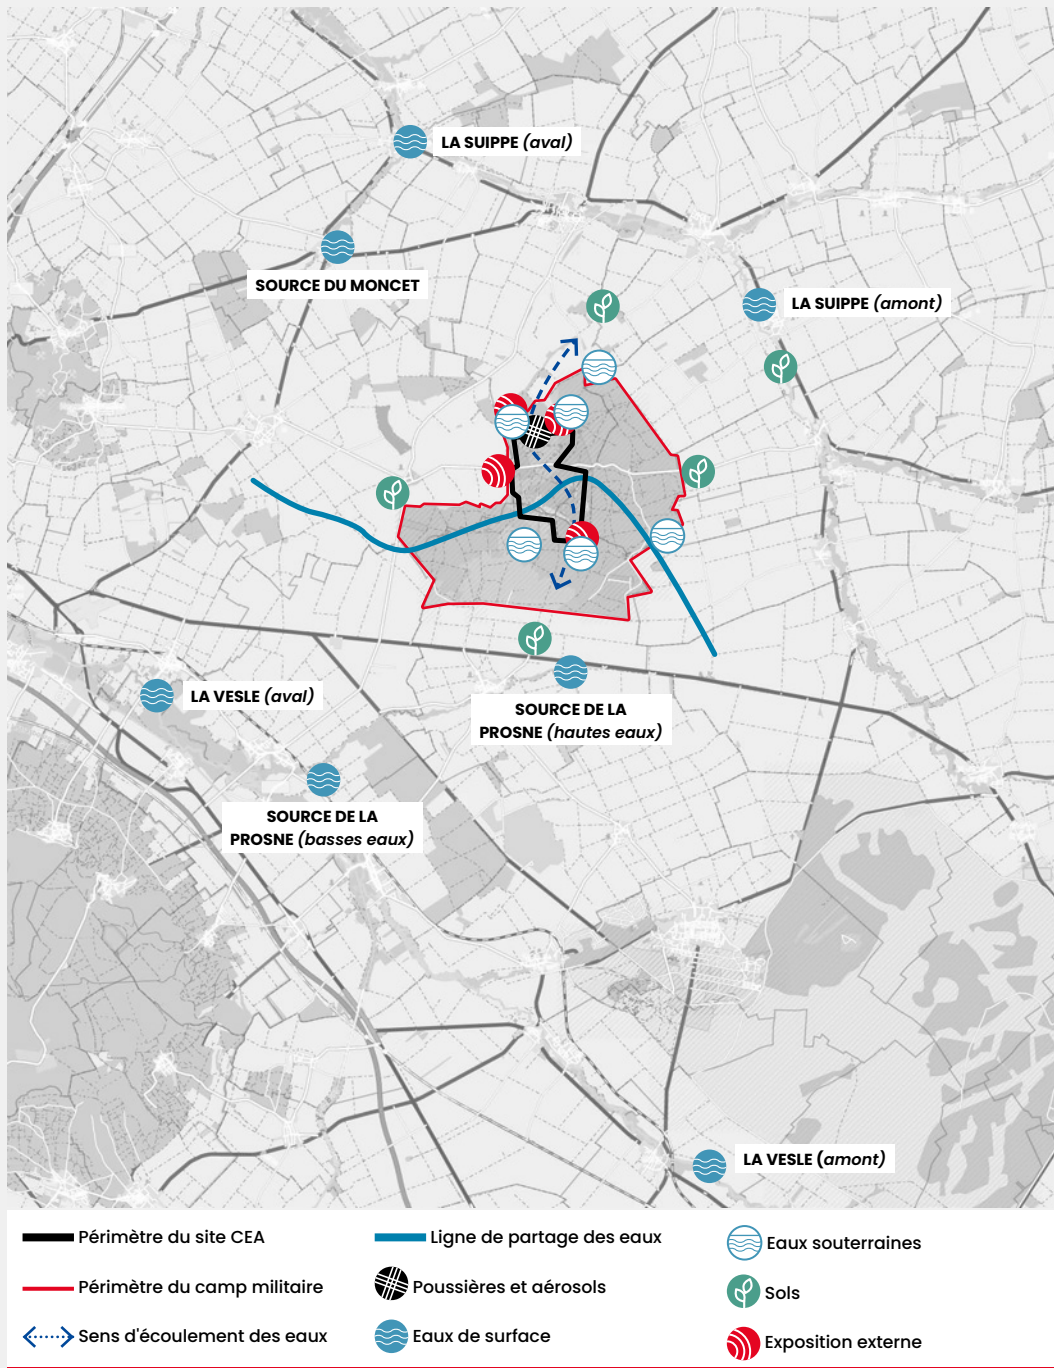 LA SUIPPE (aval)
SOURCE DU MONCET
LA SUIPPE (amont)
LA VESLE (aval)
SOURCE DE LA
PROSNE (hautes eaux)
SOURCE DE LA
PROSNE (basses eaux)
LA VESLE (amont)
Périmètre du site CEA
Périmètre du camp militaire
Sens d'écoulement des eaux
Ligne de partage des eaux
Poussières et aérosols
Eaux de surface
Eaux souterraines
Sols
Exposition externe